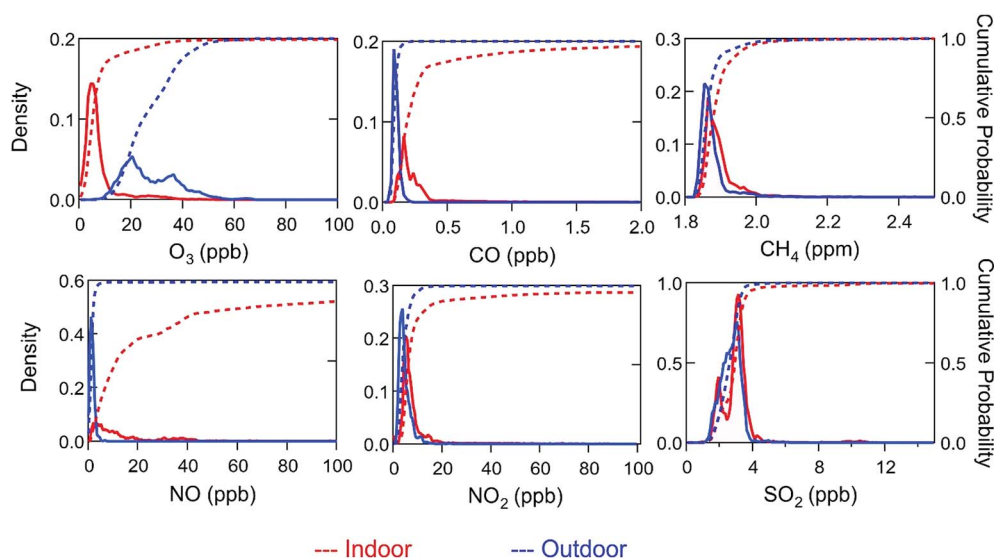 0.2
0.1
0.0
Density
0 20 40 60 80 100
O₃ (ppb)
0.2
0.1
0.0
0.0 0.5 1.0 1.5 2.0
CO (ppb)
0.3
0.2
0.1
0.0
1.8 2.0 2.2 2.4
CH₄ (ppm)
1.0
0.5
0.0
Cumulative Probability
0.6
0.4
0.2
0.0
Density
0 20 40 60 80 100
NO (ppb)
0.3
0.2
0.1
0.0
0 20 40 60 80 100
NO₂ (ppb)
1.0
0.5
0.0
0 4 8 12
SO₂ (ppb)
1.0
0.5
0.0
Cumulative Probability
Indoor Outdoor